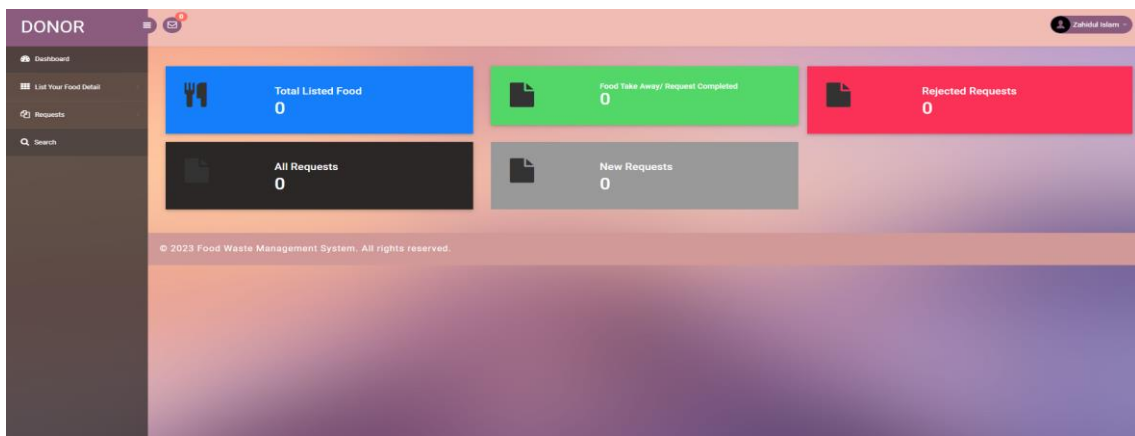 DONOR
0
Zahidul Islam
Dashboard
List Your Food Detail
Requests
Search
Total Listed Food
0
Food Take Away/ Request Completed
0
Rejected Requests
0
All Requests
0
New Requests
0
© 2023 Food Waste Management System. All rights reserved.